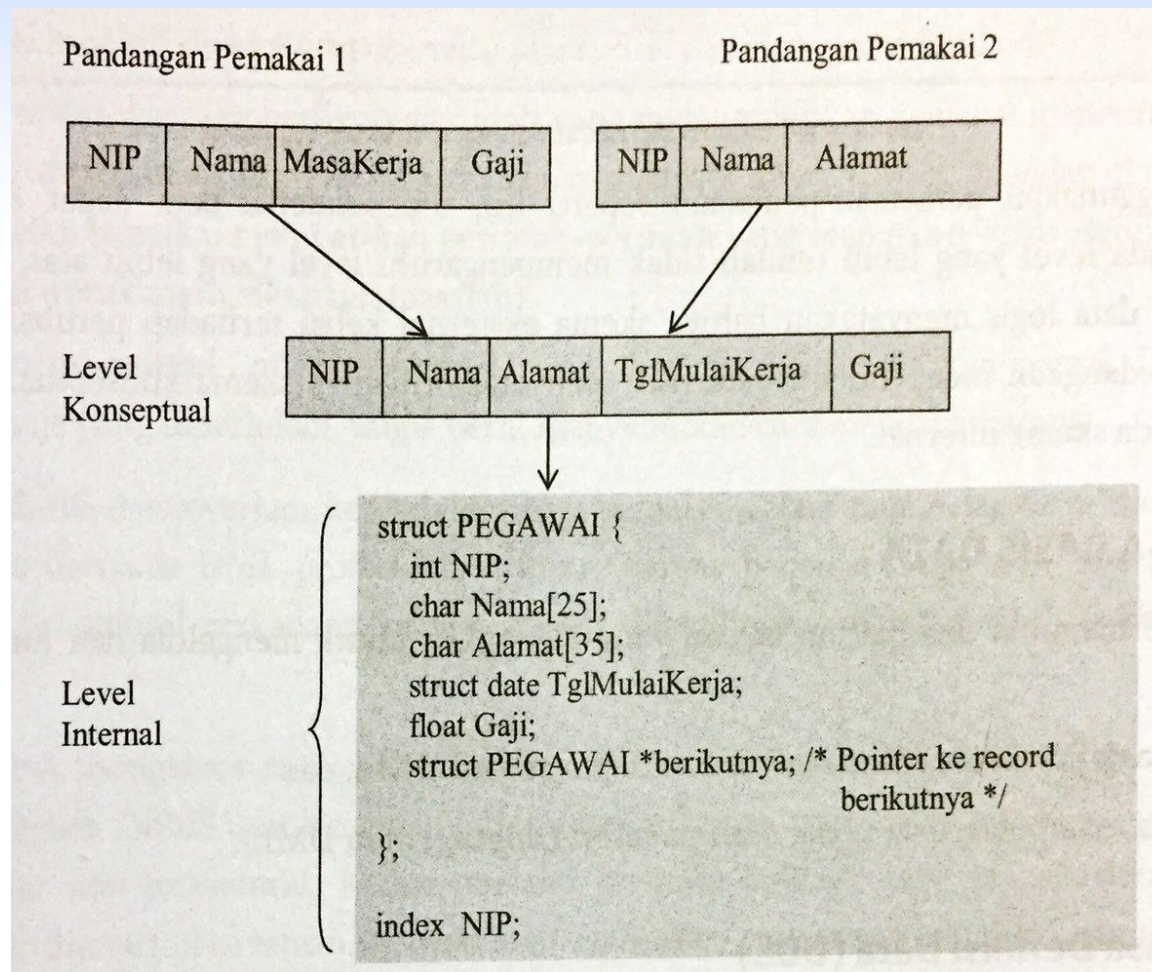 Pandangan Pemakai 1
Pandangan Pemakai 2
NIP Nama MasaKerja Gaji
NIP Nama Alamat
Level
Konseptual
NIP Nama Alamat TglMulaiKerja Gaji
Level
Internal
struct PEGAWAI {
int NIP;
char Nama[25];
char Alamat[35];
struct date TglMulaiKerja;
float Gaji;
struct PEGAWAI *berikutnya; /* Pointer ke record
berikutnya */
};
index NIP;